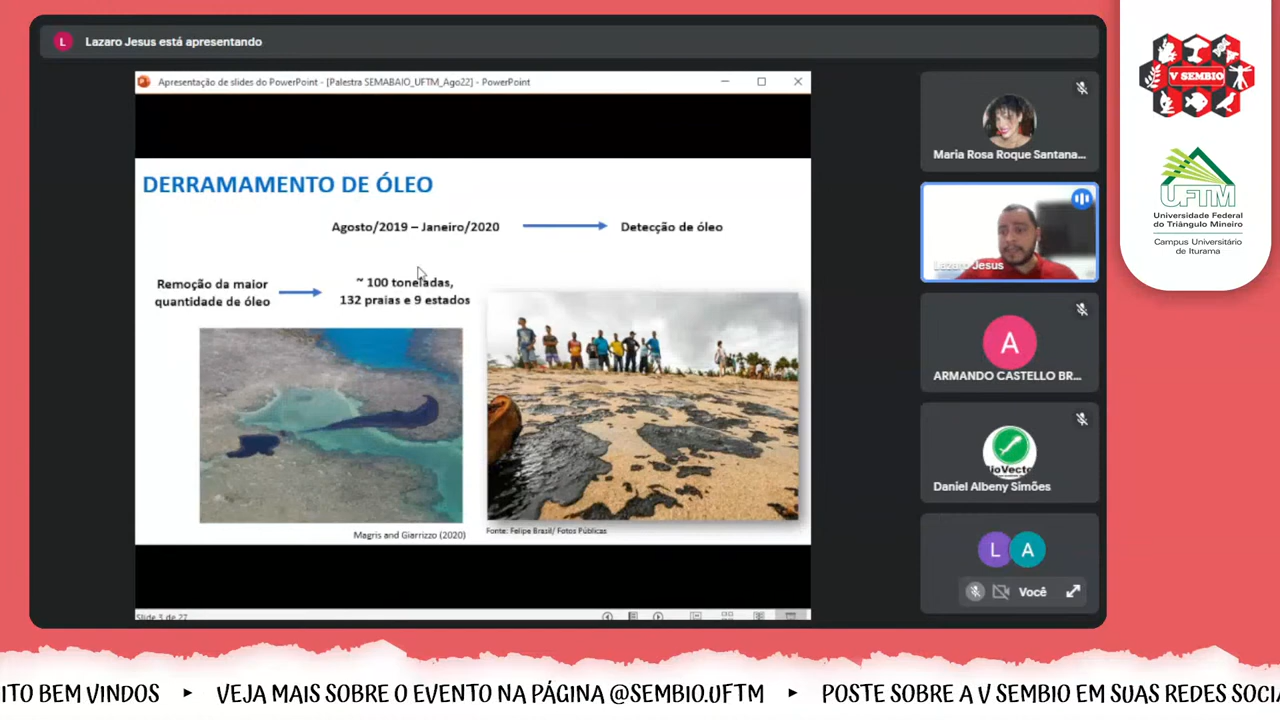 L
Lazaro Jesus está apresentando
Apresentação de slides do PowerPoint - [Palestra SEMABAIO_UFTM_Ago22] - PowerPoint
DERRAMAMENTO DE ÓLEO
Agosto/2019 – Janeiro/2020
Detecção de óleo
Remoção da maior
quantidade de óleo
~ 100 toneladas,
132 praias e 9 estados
Magris and Giarrizzo (2020)
Fonte: Felipe Brasil/ Fotos Públicas
Slide 3 de 27
Maria Rosa Roque Santana...
Lazaro Jesus
A
ARMANDO CASTELLO BR...
ioVecto
Daniel Albeny Simões
L
A
Você
V SEMBIO
UFTM
Universidade Federal
do Triângulo Mineiro
Campus Universitário
de Iturama
ITO BEM VINDOS ‣ VEJA MAIS SOBRE O EVENTO NA PÁGINA @SEMBIO.UFTM ‣ POSTE SOBRE A V SEMBIO EM SUAS REDES SOCIA